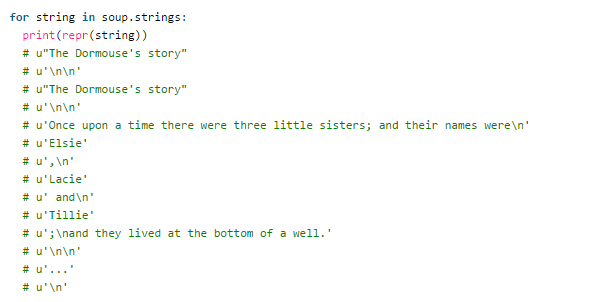 for string in soup.strings:
  print(repr(string))
  # u"The Dormouse's story"
  # u'\n\n'
  # u"The Dormouse's story"
  # u'\n\n'
  # u'Once upon a time there were three little sisters; and their names were\n'
  # u'Elsie'
  # u',\n'
  # u'Lacie'
  # u' and\n'
  # u'Tillie'
  # u';\nand they lived at the bottom of a well.'
  # u'\n\n'
  # u'...'
  # u'\n'